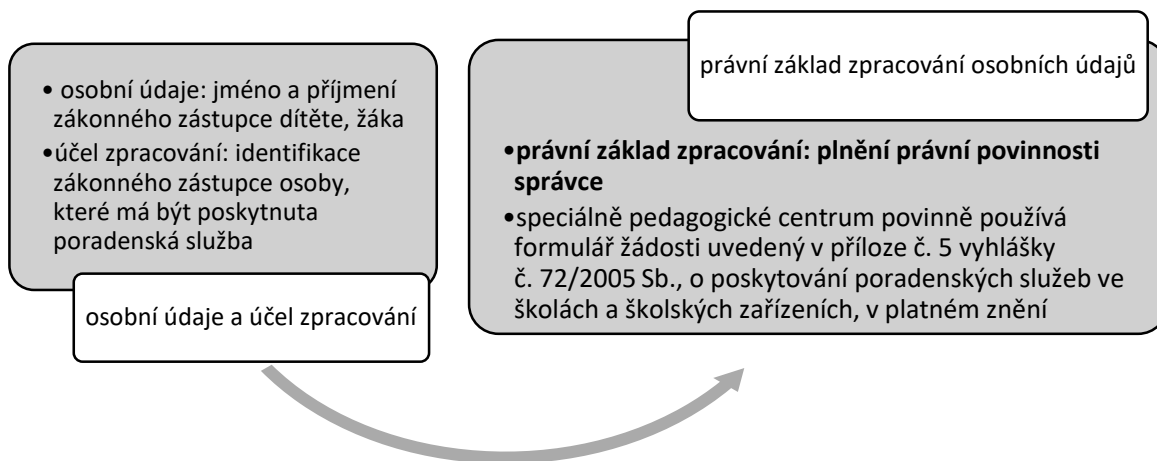 • osobní údaje: jméno a příjmení
zákonného zástupce dítěte, žáka
•účel zpracování: identifikace
zákonného zástupce osoby,
které má být poskytnuta
poradenská služba
osobní údaje a účel zpracování
právní základ zpracování osobních údajů
•právní základ zpracování: plnění právní povinnosti
správce
•speciálně pedagogické centrum povinně používá
formulář žádosti uvedený v příloze č. 5 vyhlášky
č. 72/2005 Sb., o poskytování poradenských služeb ve
školách a školských zařízeních, v platném znění